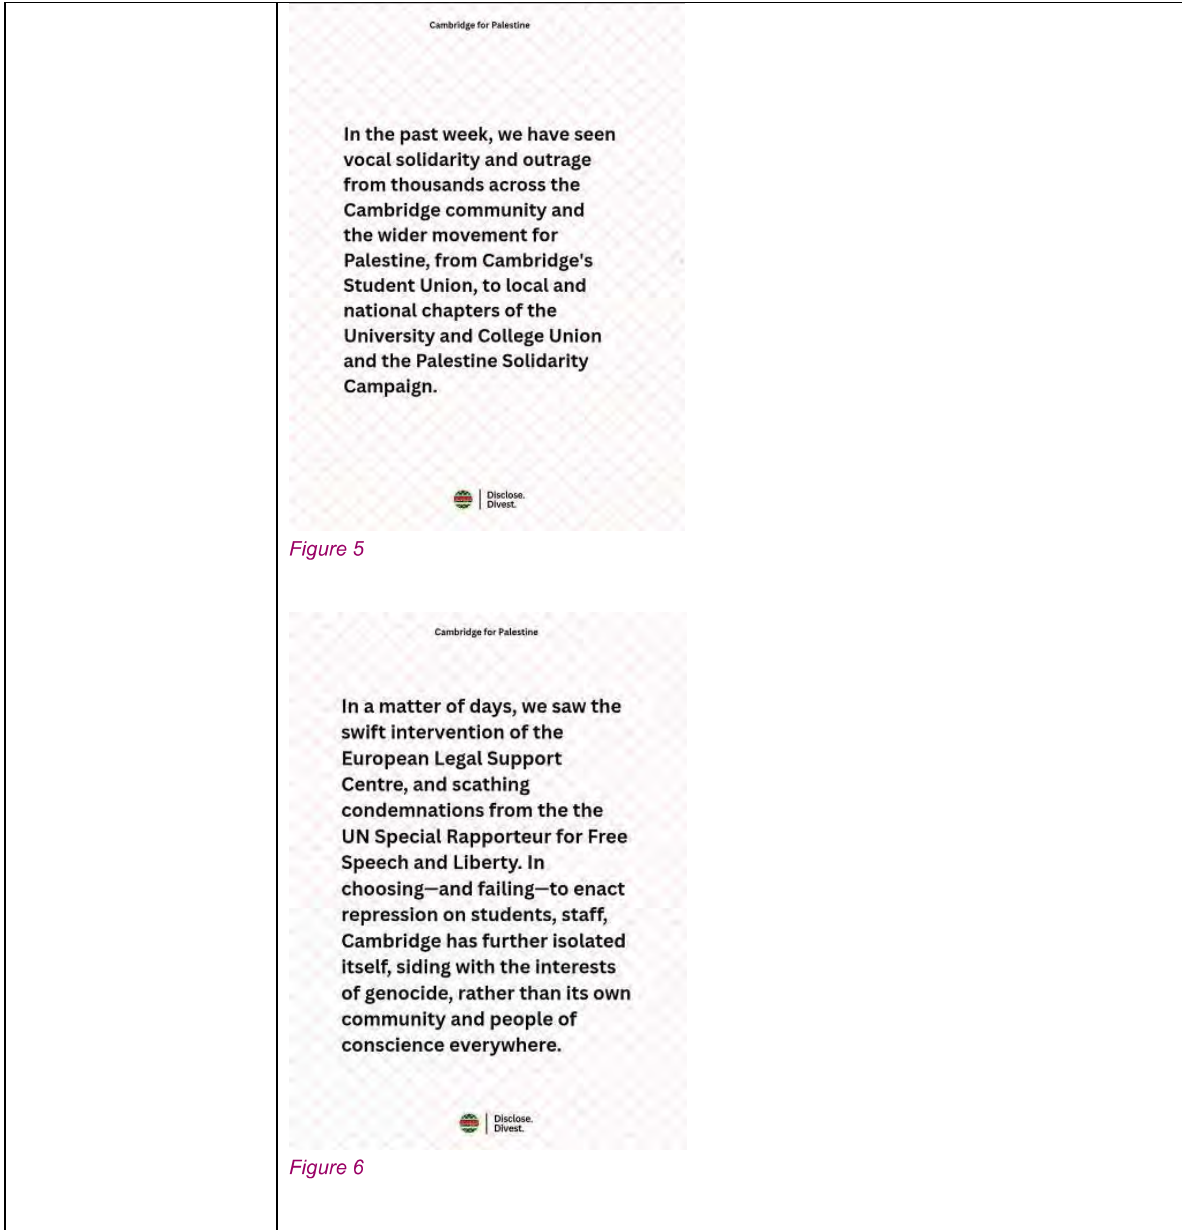 Cambridge for Palestine
In the past week, we have seen
vocal solidarity and outrage
from thousands across the
Cambridge community and
the wider movement for
Palestine, from Cambridge's
Student Union, to local and
national chapters of the
University and College Union
and the Palestine Solidarity
Campaign.
Disclose.
Divest.
Figure 5
Cambridge for Palestine
In a matter of days, we saw the
swift intervention of the
European Legal Support
Centre, and scathing
condemnations from the the
UN Special Rapporteur for Free
Speech and Liberty. In
choosing—and failing—to enact
repression on students, staff,
Cambridge has further isolated
itself, siding with the interests
of genocide, rather than its own
community and people of
conscience everywhere.
Disclose.
Divest.
Figure 6